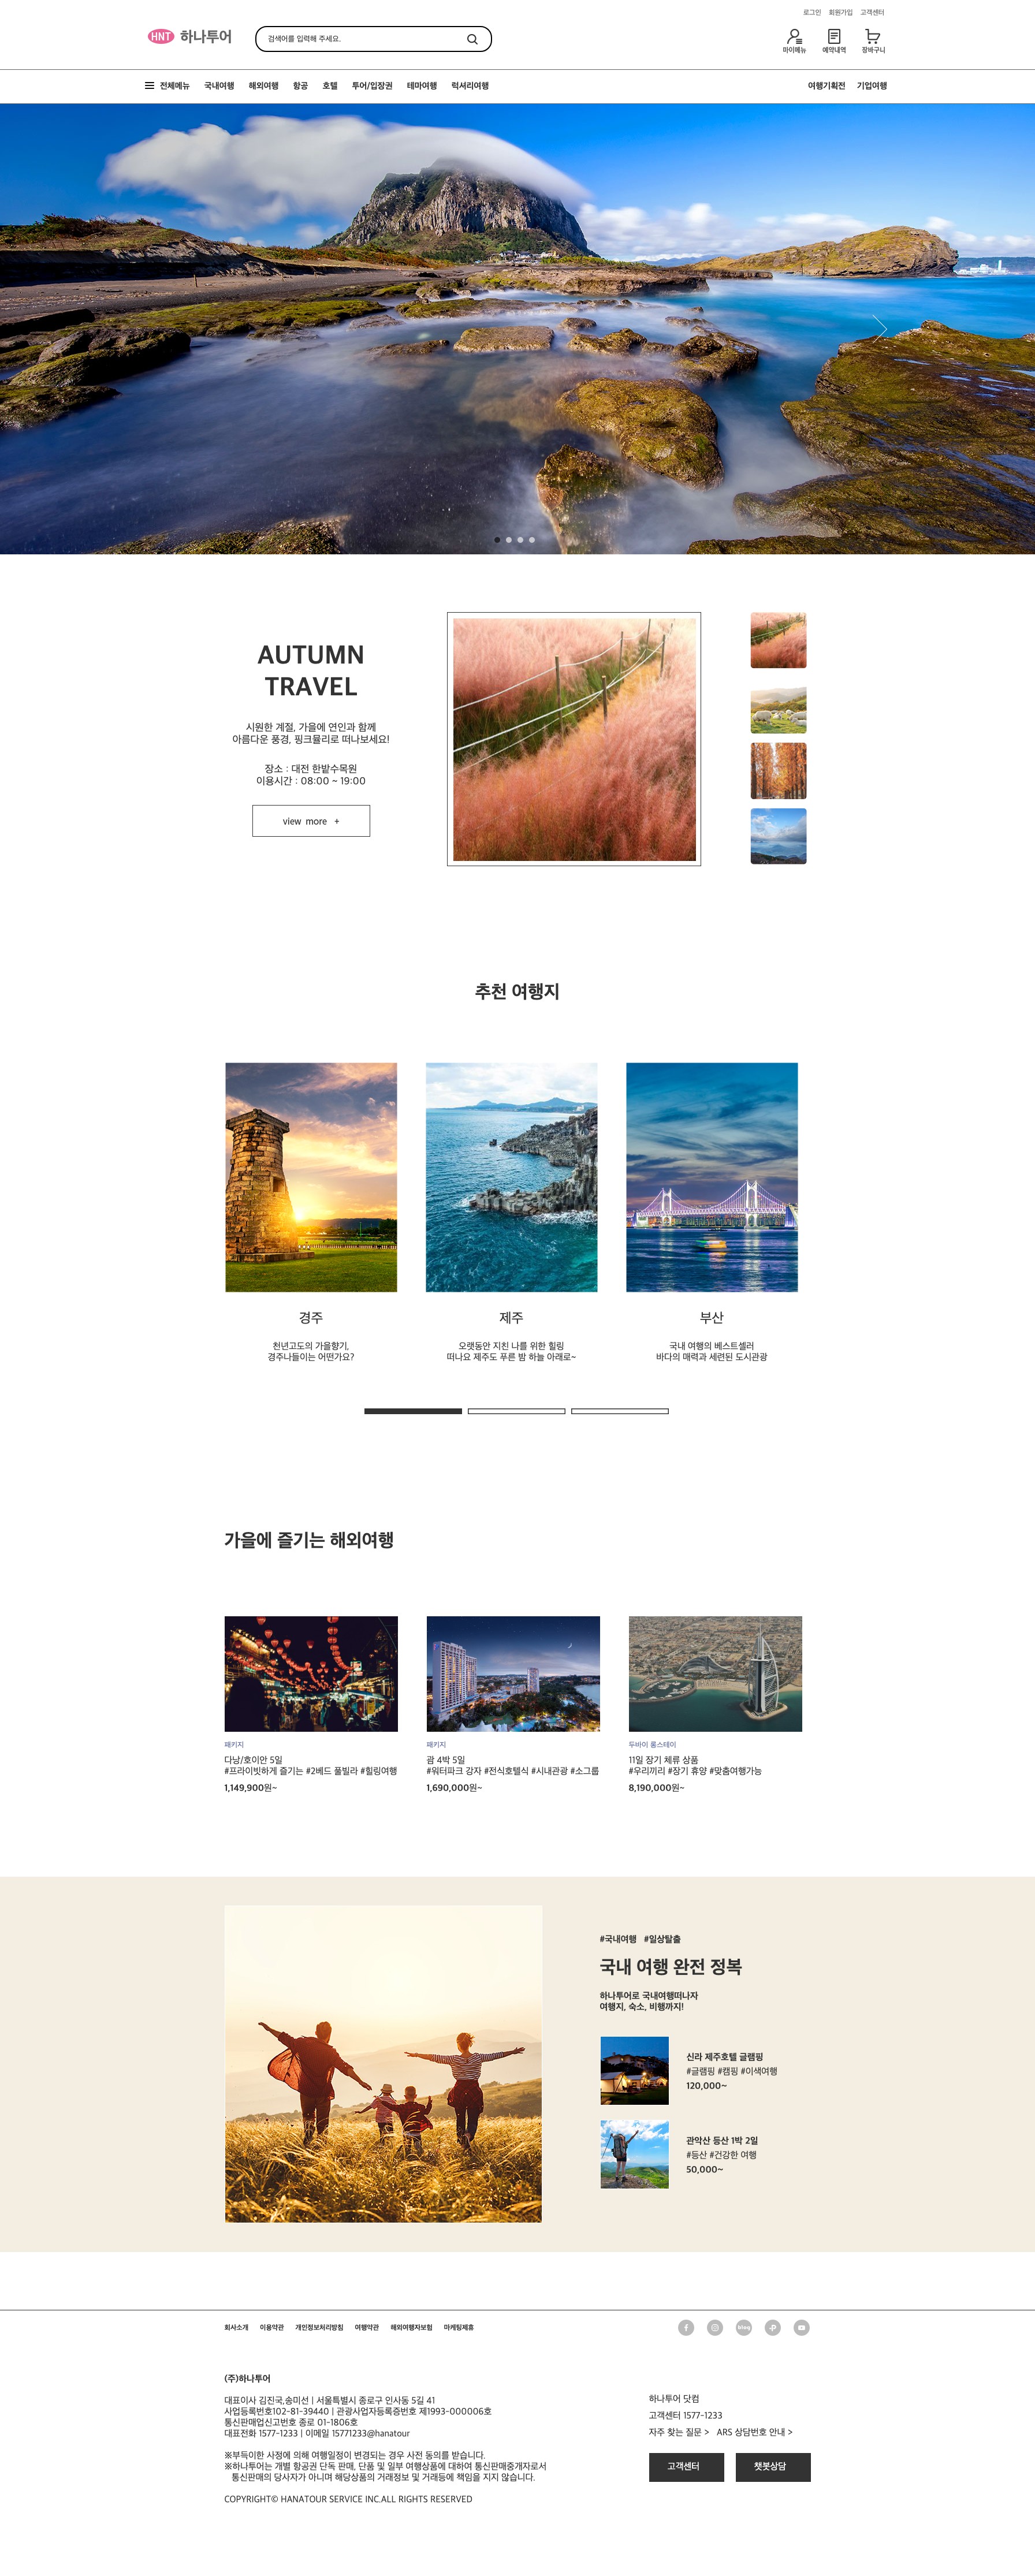 로그인 회원가입 고객센터
HNT 하나투어
검색어를 입력해 주세요.
마이메뉴 예약내역 장바구니
전체메뉴 국내여행 해외여행 항공 호텔 투어/입장권 테마여행 럭셔리여행 여행기획전 기업여행
AUTUMN
TRAVEL
시원한 계절, 가을에 연인과 함께
아름다운 풍경, 핑크뮬리로 떠나보세요!
장소 : 대전 한밭수목원
이용시간 : 08:00 ~ 19:00
view more +
추천 여행지
경주
천년고도의 가을향기,
경주나들이는 어떤가요?
제주
오랫동안 지친 나를 위한 힐링
떠나요 제주도 푸른 밤 하늘 아래로~
부산
국내 여행의 베스트셀러
바다의 매력과 세련된 도시관광
가을에 즐기는 해외여행
패키지
다낭/호이안 5일
#프라이빗하게 즐기는 #2베드 풀빌라 #힐링여행
1,149,900원~
패키지
괌 4박 5일
#워터파크 강자 #전식호텔식 #시내관광 #소그룹
1,690,000원~
두바이 롱스테이
11일 장기 체류 상품
#우리끼리 #장기 휴양 #맞춤여행가능
8,190,000원~
#국내여행 #일상탈출
국내 여행 완전 정복
하나투어로 국내여행떠나자
여행지, 숙소, 비행까지!
신라 제주호텔 글램핑
#글램핑 #캠핑 #이색여행
120,000~
관악산 등산 1박 2일
#등산 #건강한 여행
50,000~
회사소개 이용약관 개인정보처리방침 여행약관 해외여행자보험 마케팅제휴
blog
(주)하나투어
대표이사 김진국,송미선 | 서울특별시 종로구 인사동 5길 41
사업등록번호102-81-39440 | 관광사업자등록증번호 제1993-000006호
통신판매업신고번호 종로 01-1806호
대표전화 1577-1233 | 이메일 15771233@hanatour
※부득이한 사정에 의해 여행일정이 변경되는 경우 사전 동의를 받습니다.
※하나투어는 개별 항공권 단독 판매, 단품 및 일부 여행상품에 대하여 통신판매중개자로서
통신판매의 당사자가 아니며 해당상품의 거래정보 및 거래등에 책임을 지지 않습니다.
COPYRIGHT© HANATOUR SERVICE INC.ALL RIGHTS RESERVED
하나투어 닷컴
고객센터 1577-1233
자주 찾는 질문 > ARS 상담번호 안내 >
고객센터 챗봇상담